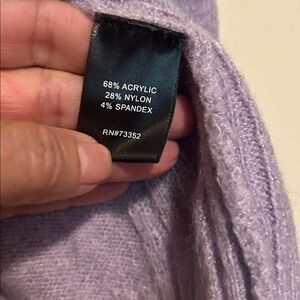 68% ACRYLIC
28% NYLON
4% SPANDEX
RN#73352